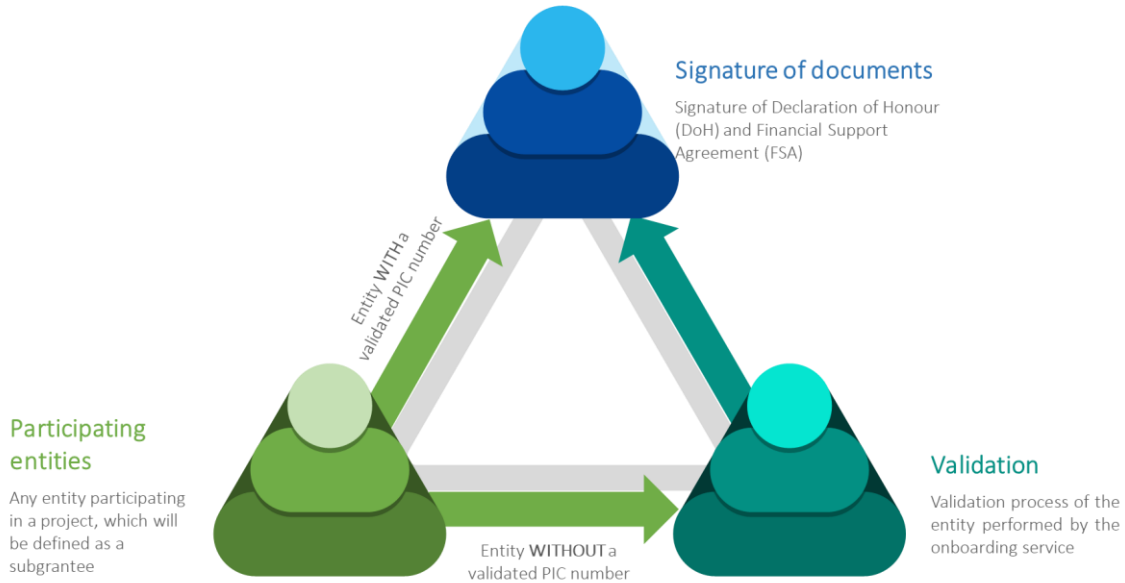 Signature of documents
Signature of Declaration of Honour
(DoH) and Financial Support
Agreement (FSA)
Entity WITH a
validated PIC number
Participating
entities
Any entity participating
in a project, which will
be defined as a
subgrantee
Entity WITHOUT a
validated PIC number
Validation
Validation process of the
entity performed by the
onboarding service